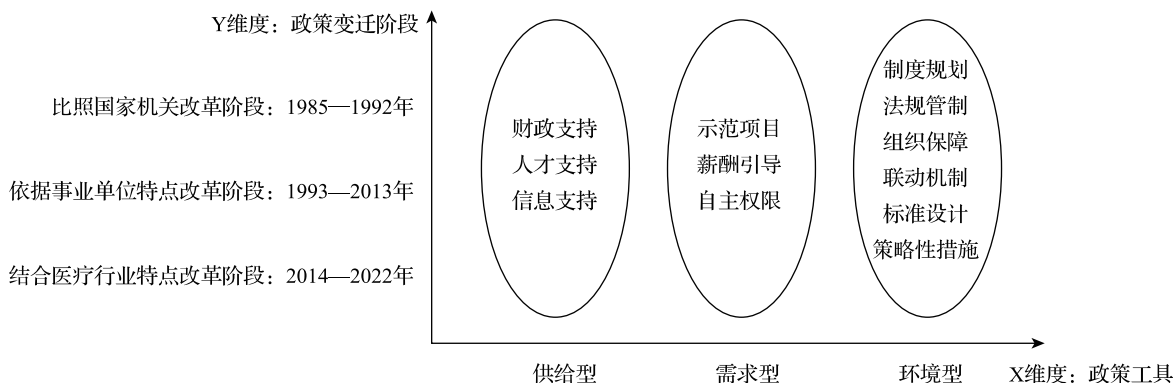 Y维度：政策变迁阶段
比照国家机关改革阶段：1985—1992年
依据事业单位特点改革阶段：1993—2013年
结合医疗行业特点改革阶段：2014—2022年
财政支持
人才支持
信息支持
示范项目
薪酬引导
自主权限
制度规划
法规管制
组织保障
联动机制
标准设计
策略性措施
供给型
需求型
环境型
X维度：政策工具